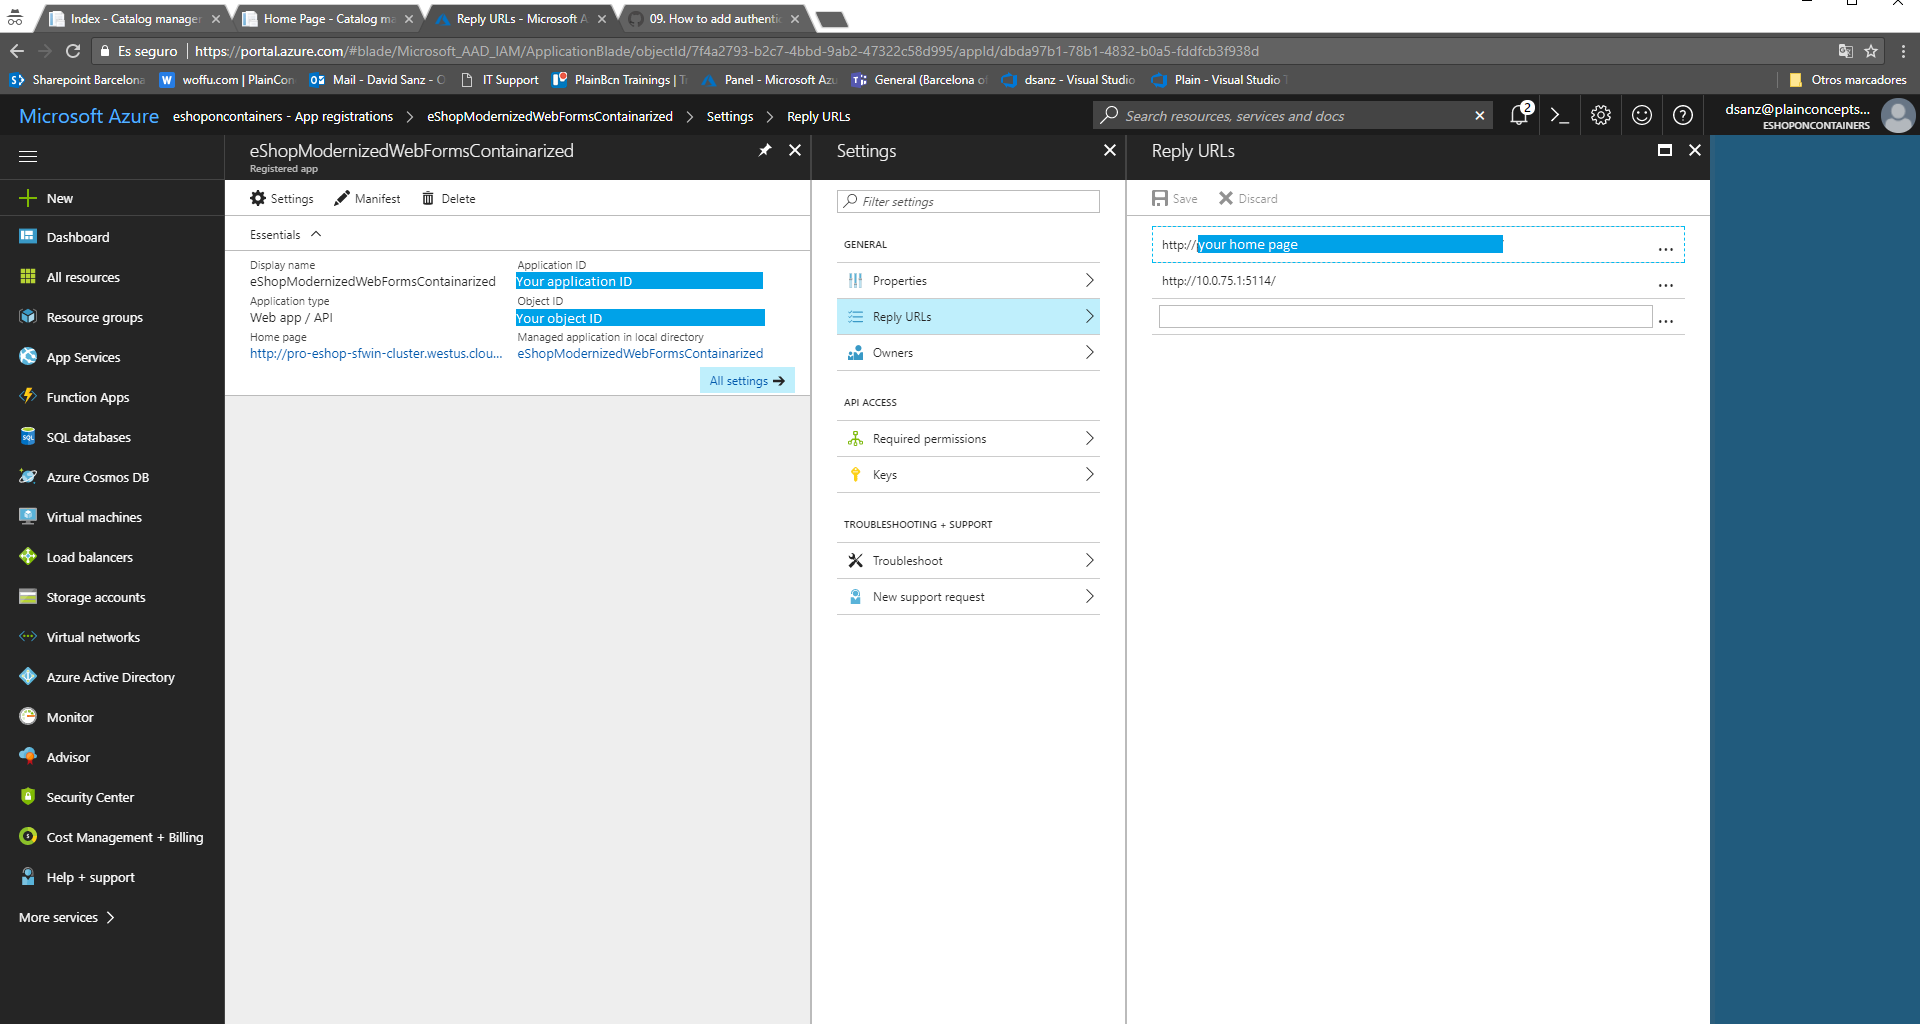 Index - Catalog manager
Home Page - Catalog ma
Reply URLs - Microsoft A
09. How to add authenti
Es seguro
https://portal.azure.com/#blade/Microsoft_AAD_IAM/ApplicationBlade/objectId/7f4a2793-b2c7-4bbd-9ab2-47322c58d995/appId/dbda97b1-78b1-4832-b0a5-fddfcb3f938d
Sharepoint Barcelona
woffu.com | PlainCon
Mail - David Sanz - O
IT Support
PlainBcn Trainings | Tr
Panel - Microsoft Azu
General (Barcelona of
dsanz - Visual Studio
Plain - Visual Studio T
Otros marcadores
Microsoft Azure
eshoponcontainers - App registrations
eShopModernizedWebFormsContainarized
Settings
Reply URLs
Search resources, services and docs
2
dsanz@plainconcepts...
ESHOPONCONTAINERS
New
Dashboard
All resources
Resource groups
App Services
Function Apps
SQL databases
Azure Cosmos DB
Virtual machines
Load balancers
Storage accounts
Virtual networks
Azure Active Directory
Monitor
Advisor
Security Center
Cost Management + Billing
Help + support
More services
eShopModernizedWebFormsContainarized
Registered app
Settings
Manifest
Delete
Essentials
Display name
eShopModernizedWebFormsContainarized
Application type
Web app / API
Home page
http://pro-eshop-sfwin-cluster.westus.clou...
Application ID
Your application ID
Object ID
Your object ID
Managed application in local directory
eShopModernizedWebFormsContainarized
All settings
Settings
Filter settings
GENERAL
Properties
Reply URLs
Owners
API ACCESS
Required permissions
Keys
TROUBLESHOOTING + SUPPORT
Troubleshoot
New support request
Reply URLs
Save
Discard
http://your home page
...
http://10.0.75.1:5114/
...
...